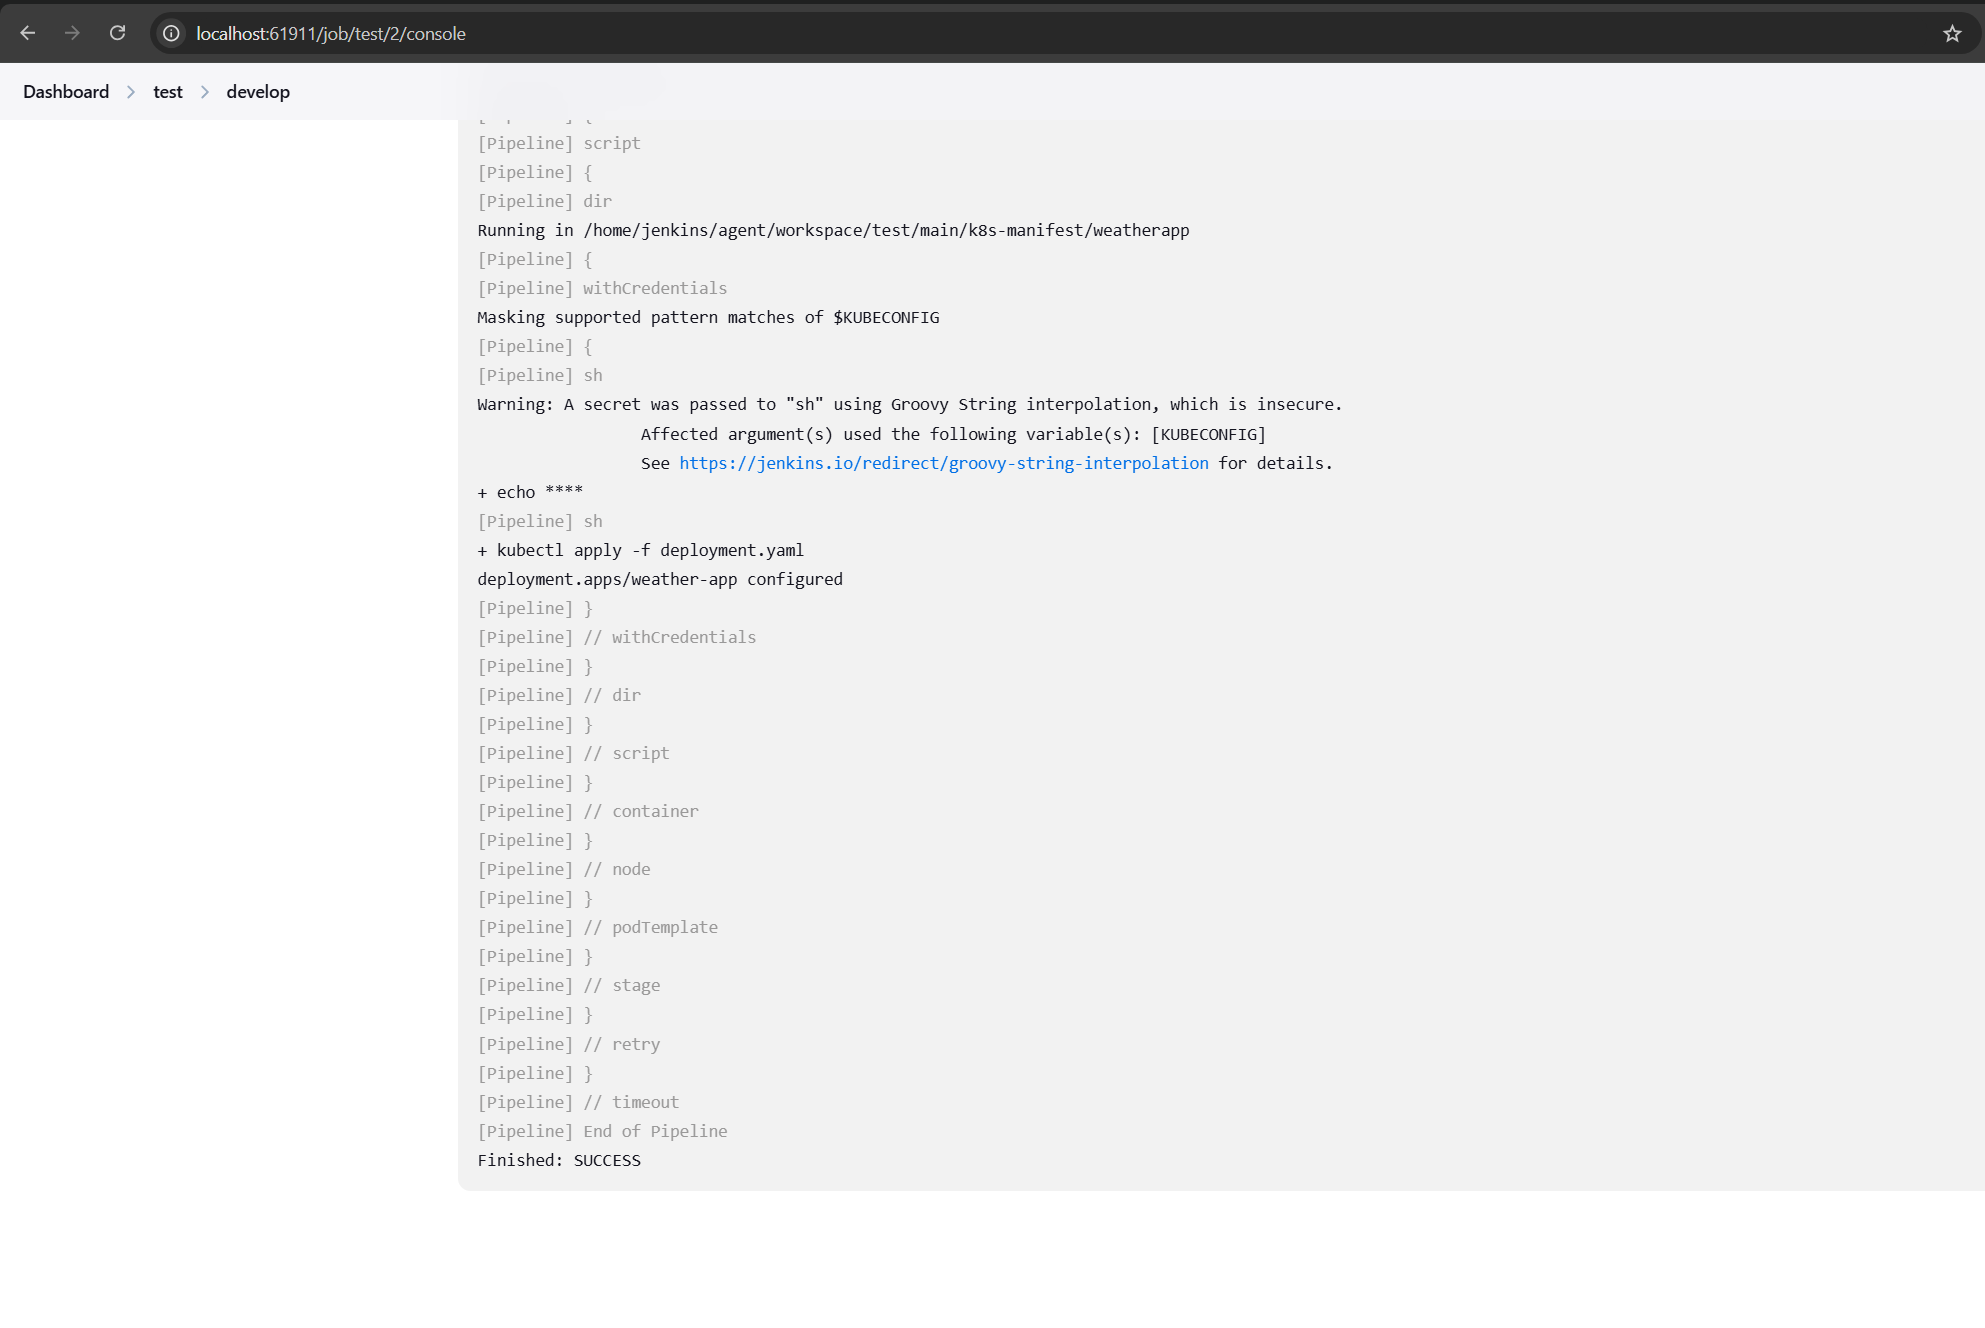 localhost:61911/job/test/2/console
Dashboard > test > develop
[Pipeline] {
[Pipeline] script
[Pipeline] {
[Pipeline] dir
Running in /home/jenkins/agent/workspace/test/main/k8s-manifest/weatherapp
[Pipeline] {
[Pipeline] withCredentials
Masking supported pattern matches of $KUBECONFIG
[Pipeline] {
[Pipeline] sh
Warning: A secret was passed to "sh" using Groovy String interpolation, which is insecure.
Affected argument(s) used the following variable(s): [KUBECONFIG]
See https://jenkins.io/redirect/groovy-string-interpolation for details.
+ echo ****
[Pipeline] sh
+ kubectl apply -f deployment.yaml
deployment.apps/weather-app configured
[Pipeline] }
[Pipeline] // withCredentials
[Pipeline] }
[Pipeline] // dir
[Pipeline] }
[Pipeline] // script
[Pipeline] }
[Pipeline] // container
[Pipeline] }
[Pipeline] // node
[Pipeline] }
[Pipeline] // podTemplate
[Pipeline] }
[Pipeline] // stage
[Pipeline] }
[Pipeline] // retry
[Pipeline] }
[Pipeline] // timeout
[Pipeline] End of Pipeline
Finished: SUCCESS